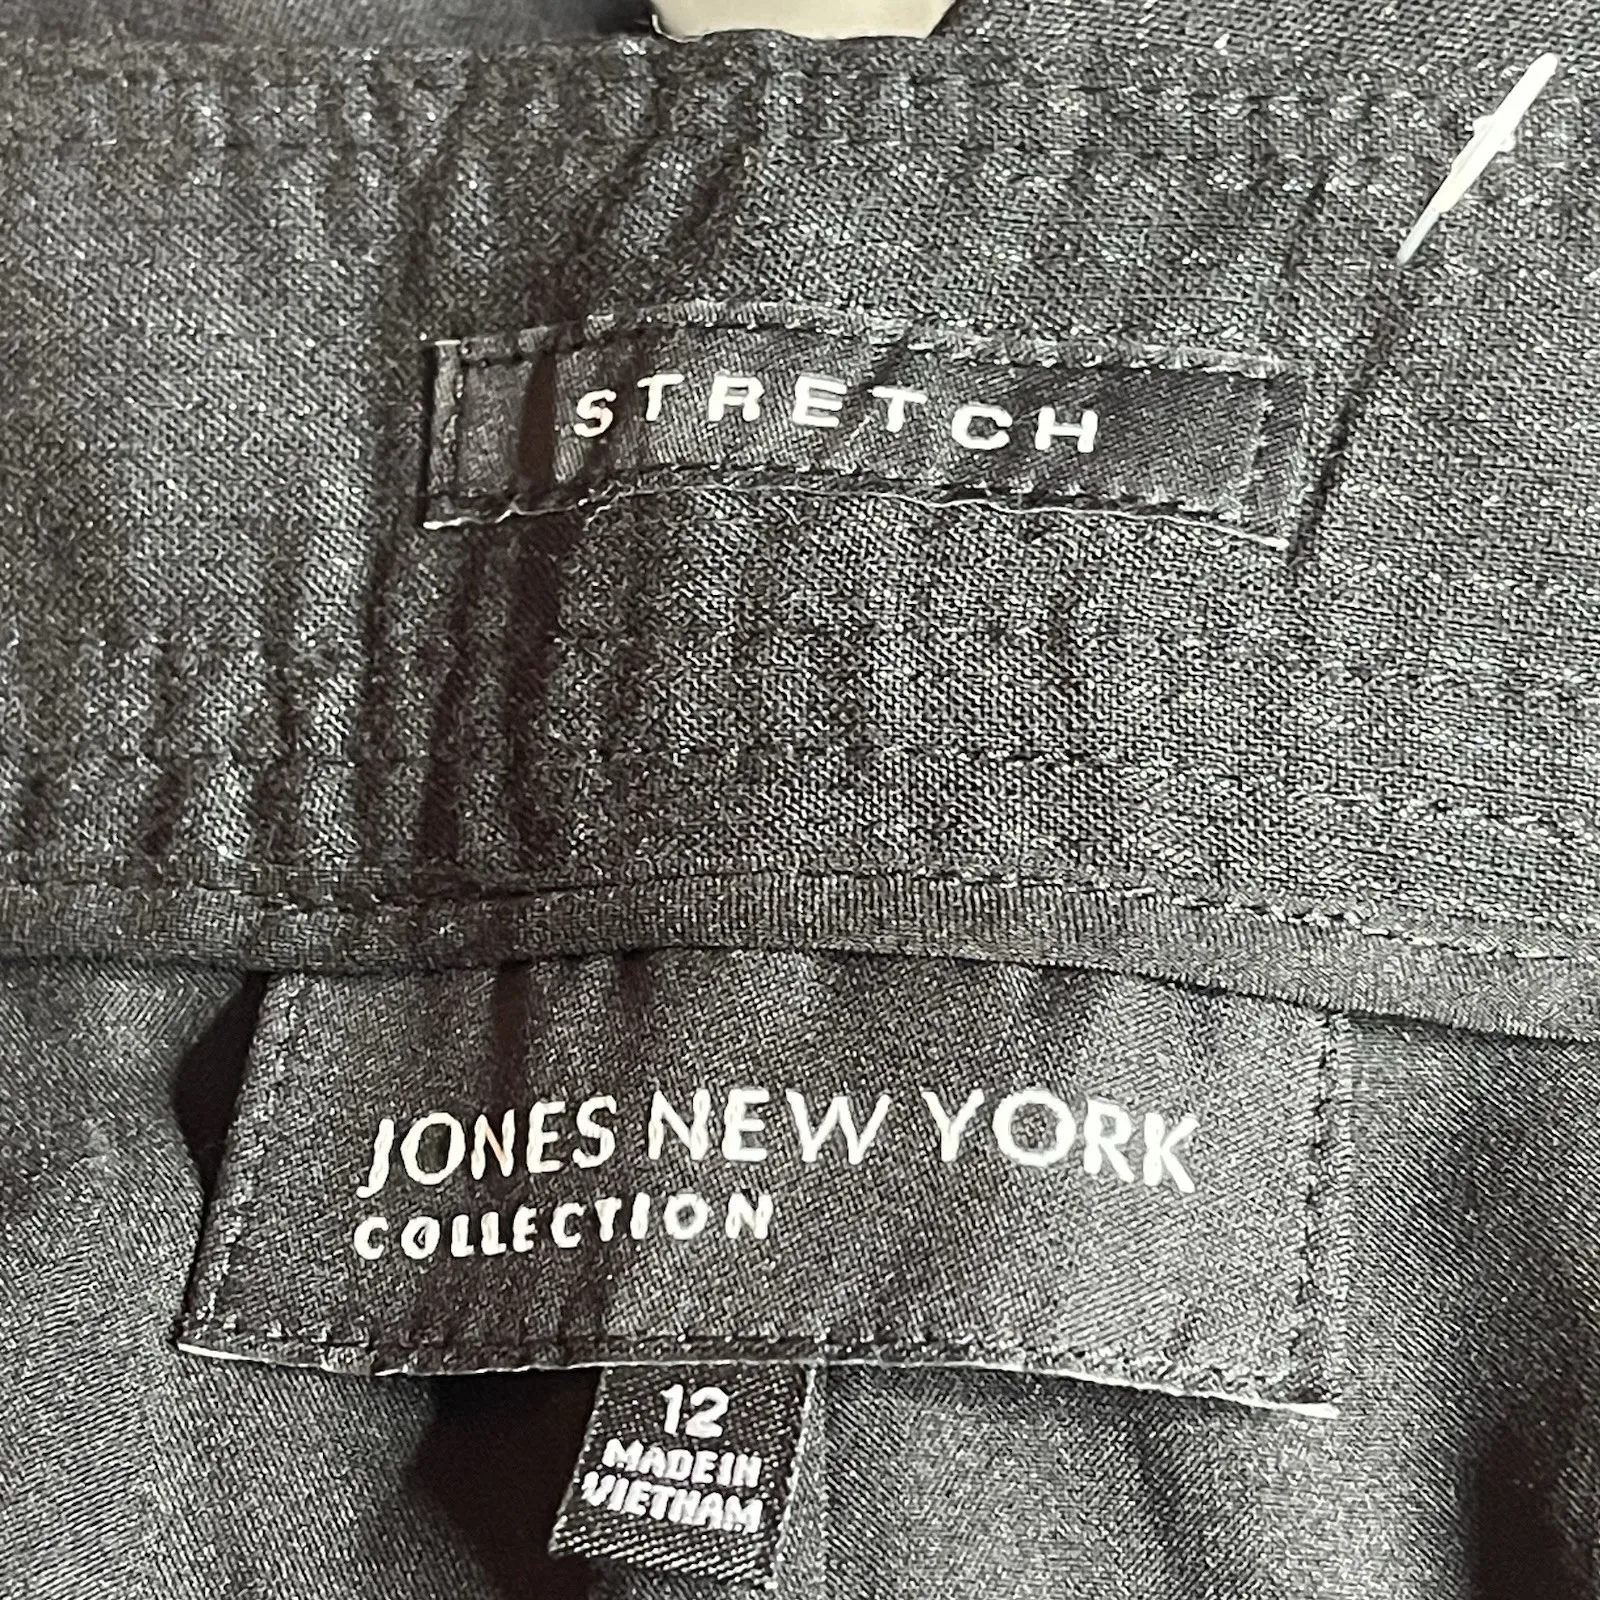 STRETCH
JONES NEW YORK
COLLECTION
12
MADE IN
VIETNAM